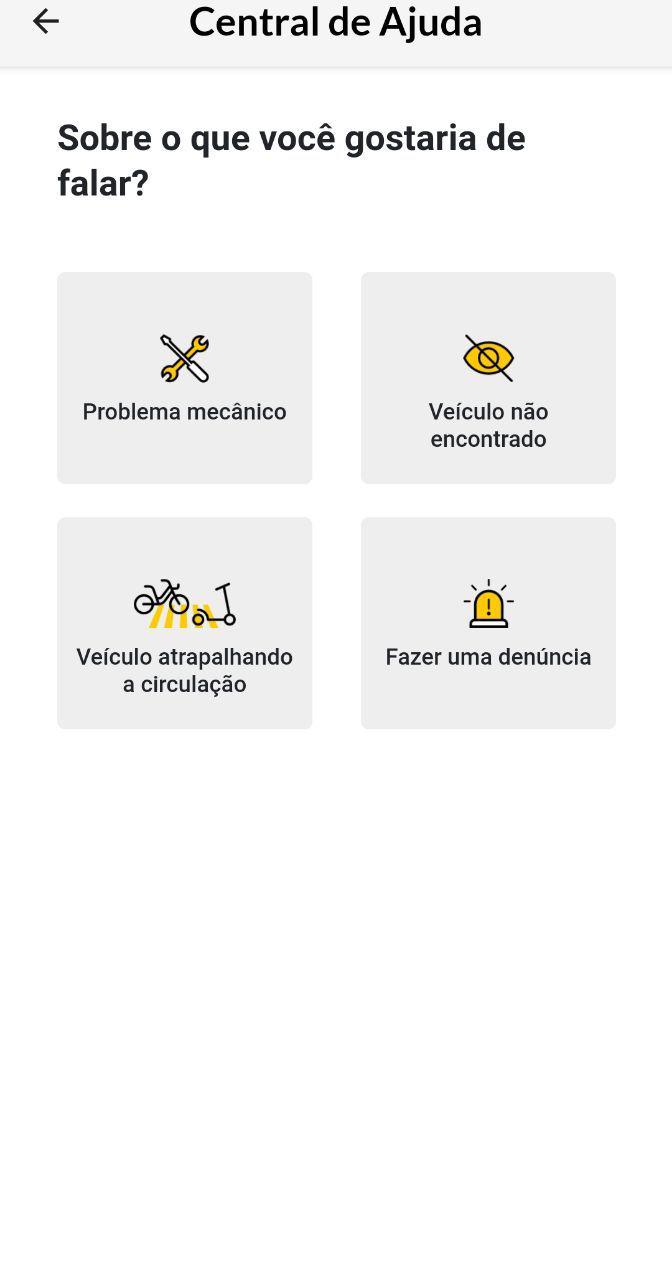 Central de Ajuda
Sobre o que você gostaria de
falar?
Problema mecânico
Veículo não
encontrado
Veículo atrapalhando
a circulação
Fazer uma denúncia